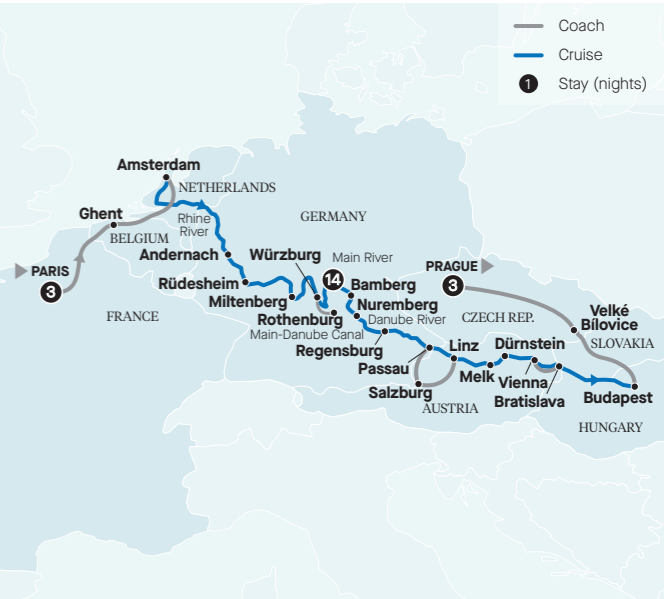 Coach
Cruise
1 Stay (nights)
Amsterdam
NETHERLANDS
Ghent
BELGIUM
Rhine
River
GERMANY
Andernach
Würzburg
Main River
PARIS
3
14
PRAGUE
3
Rüdesheim
Bamberg
Miltenberg
Nuremberg
Rothenburg
Danube River
CZECH REP.
Velké
Bílovice
FRANCE
Main-Danube Canal
Regensburg
Linz
Dürnstein
SLOVAKIA
Passau
Melk
Vienna
Salzburg
AUSTRIA
Bratislava
Budapest
HUNGARY